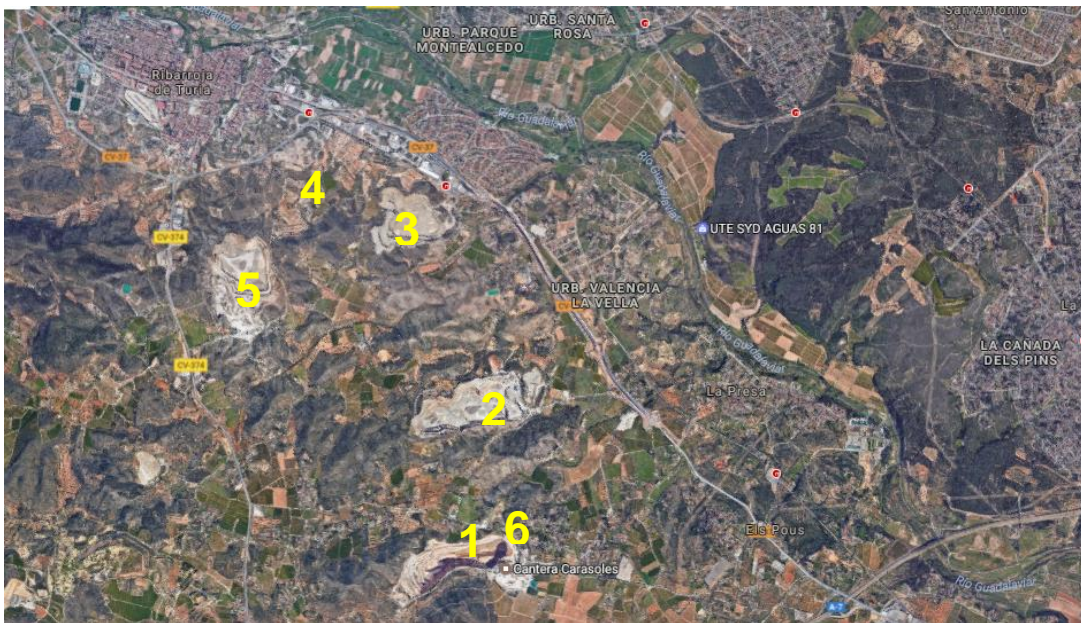 San Antonio
URB. SANTA
ROSA
URB. PARQUE
MONTEALCEDO
Ribarroja
de Turia
Río Guadalaviar
CV-37
CV-37
Río Guadalaviar
4
3
UTE SYD AGUAS 81
CV-374
5
URB. VALENCIA
LA VELLA
Río Guadalaviar
LA CAÑADA
DELS PINS
CV-374
La Presa
2
Els Pous
1
6
Cantera Carasoles
Río Guadalaviar
A-7